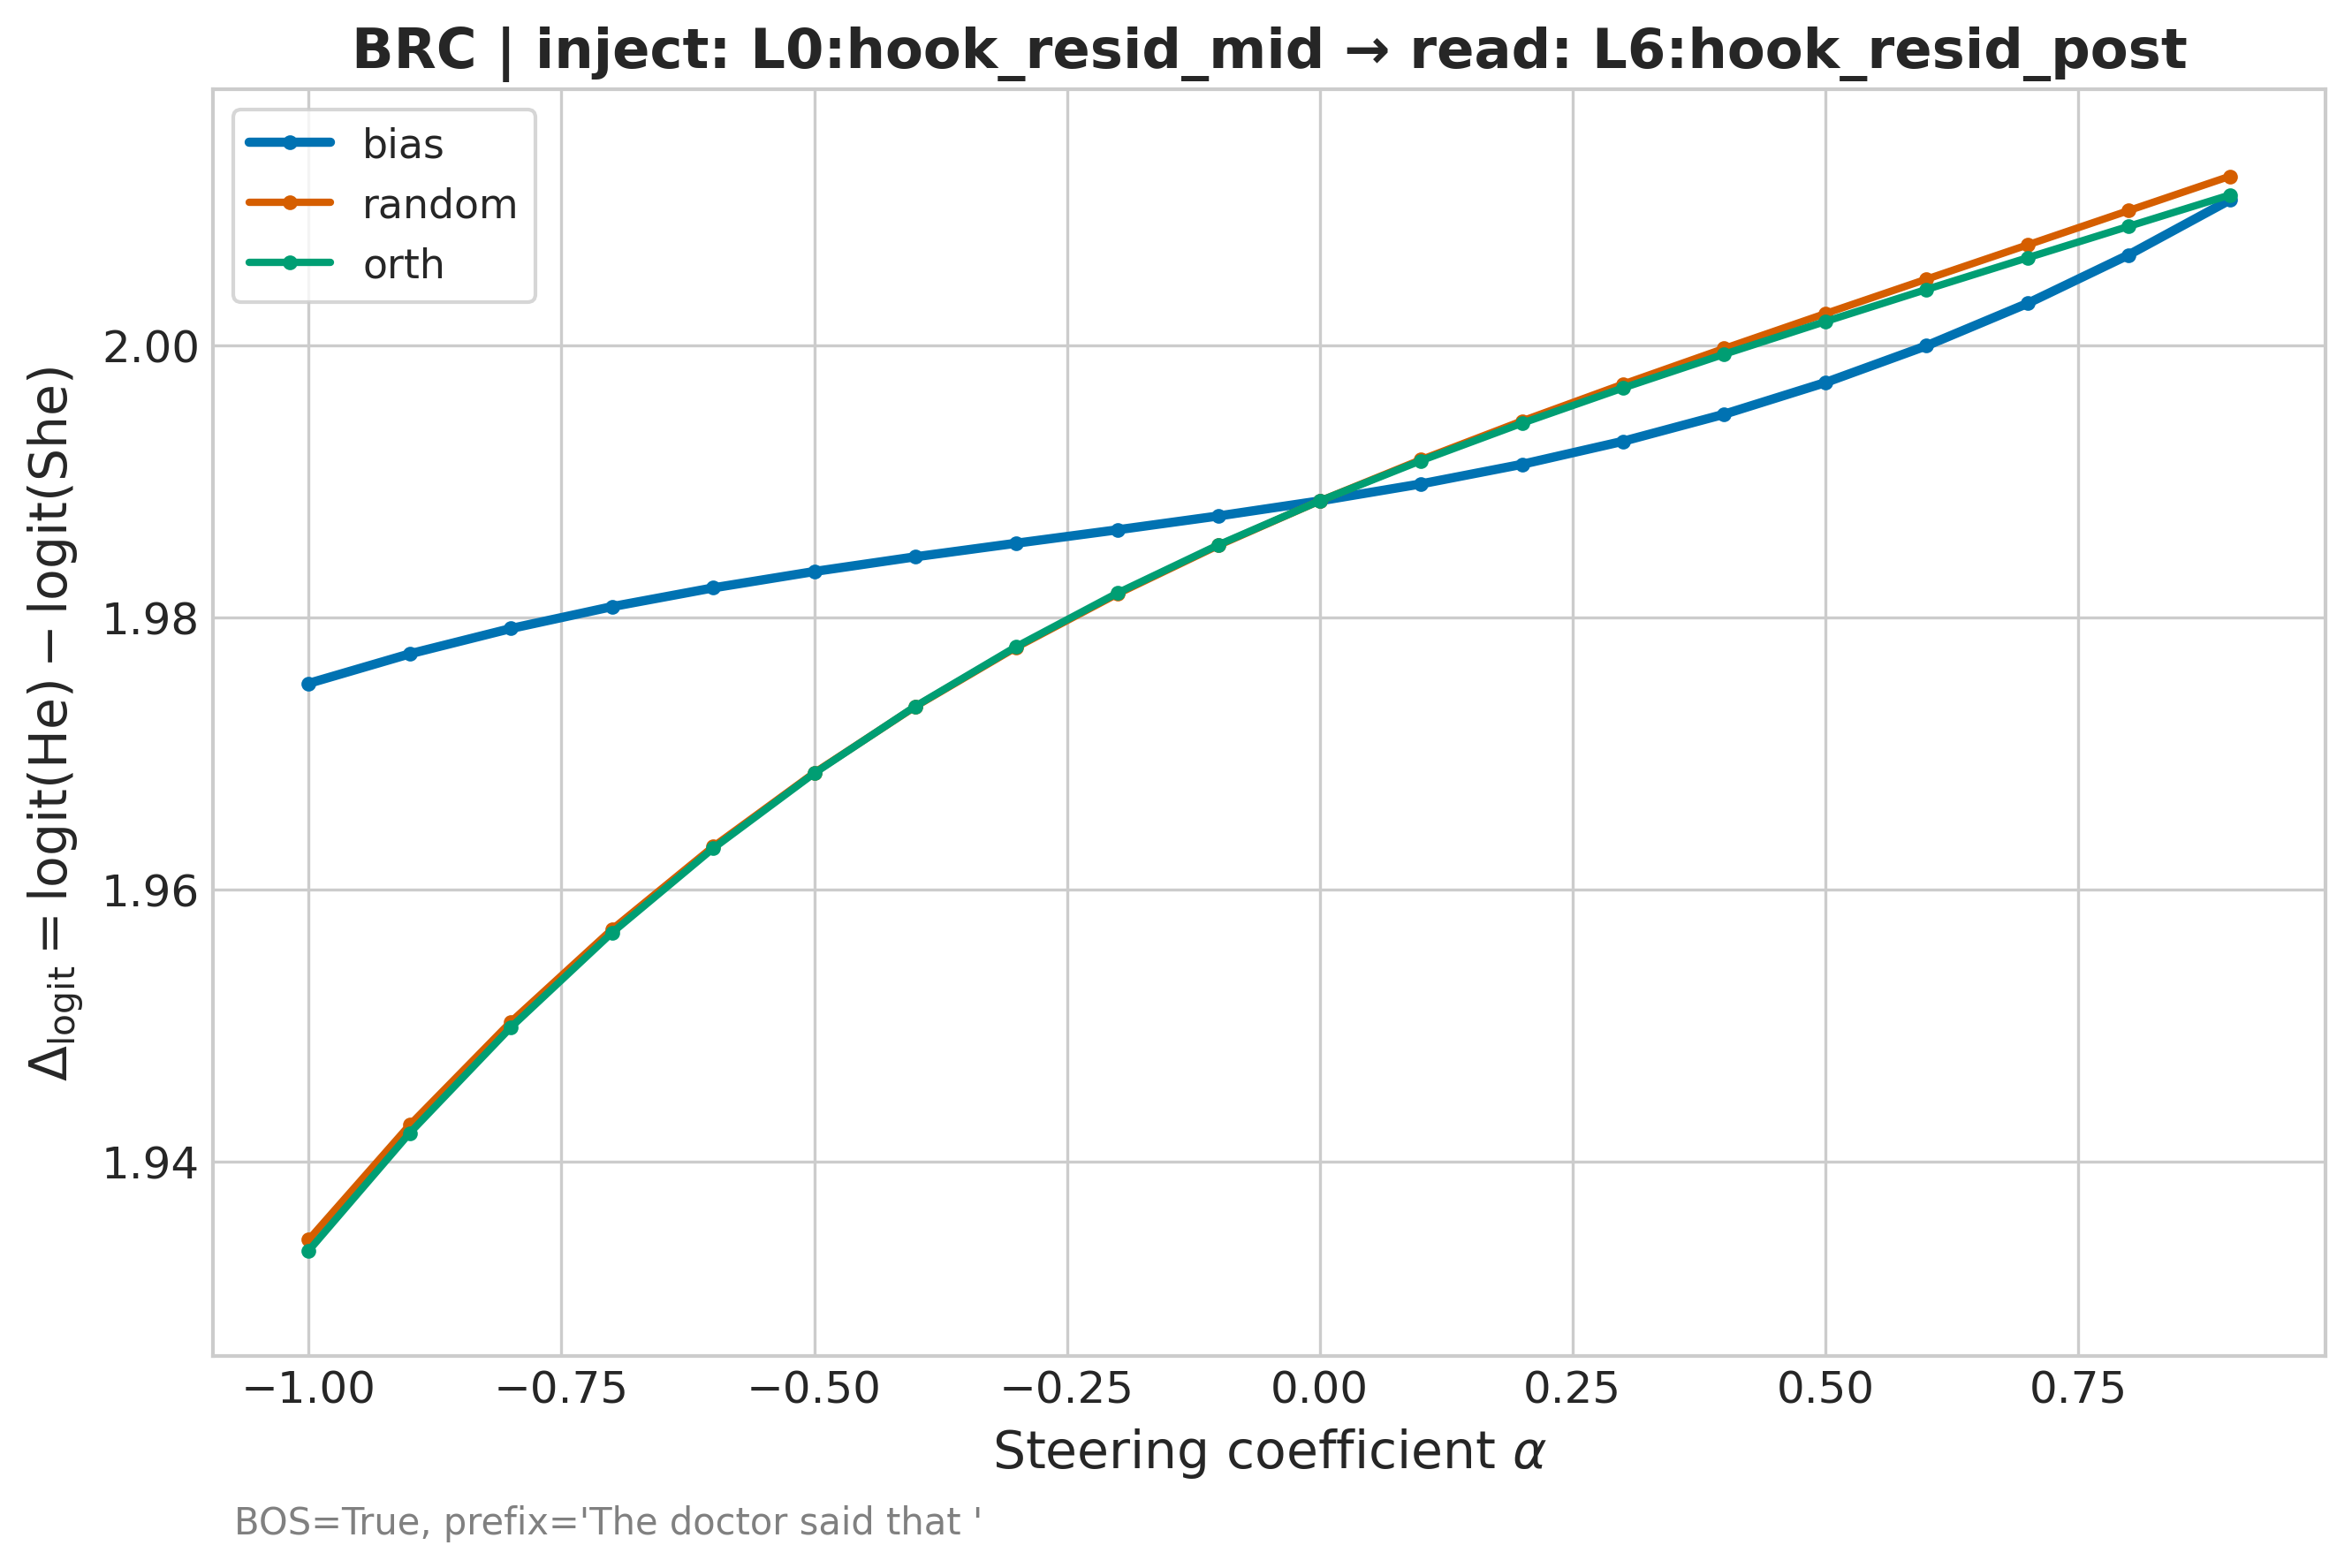 BRC | inject: L0:hook_resid_mid → read: L6:hook_resid_post
bias
random
orth
Δlogit = logit(He) − logit(She)
2.00
1.98
1.96
1.94
−1.00 −0.75 −0.50 −0.25 0.00 0.25 0.50 0.75
Steering coefficient α
BOS=True, prefix='The doctor said that '